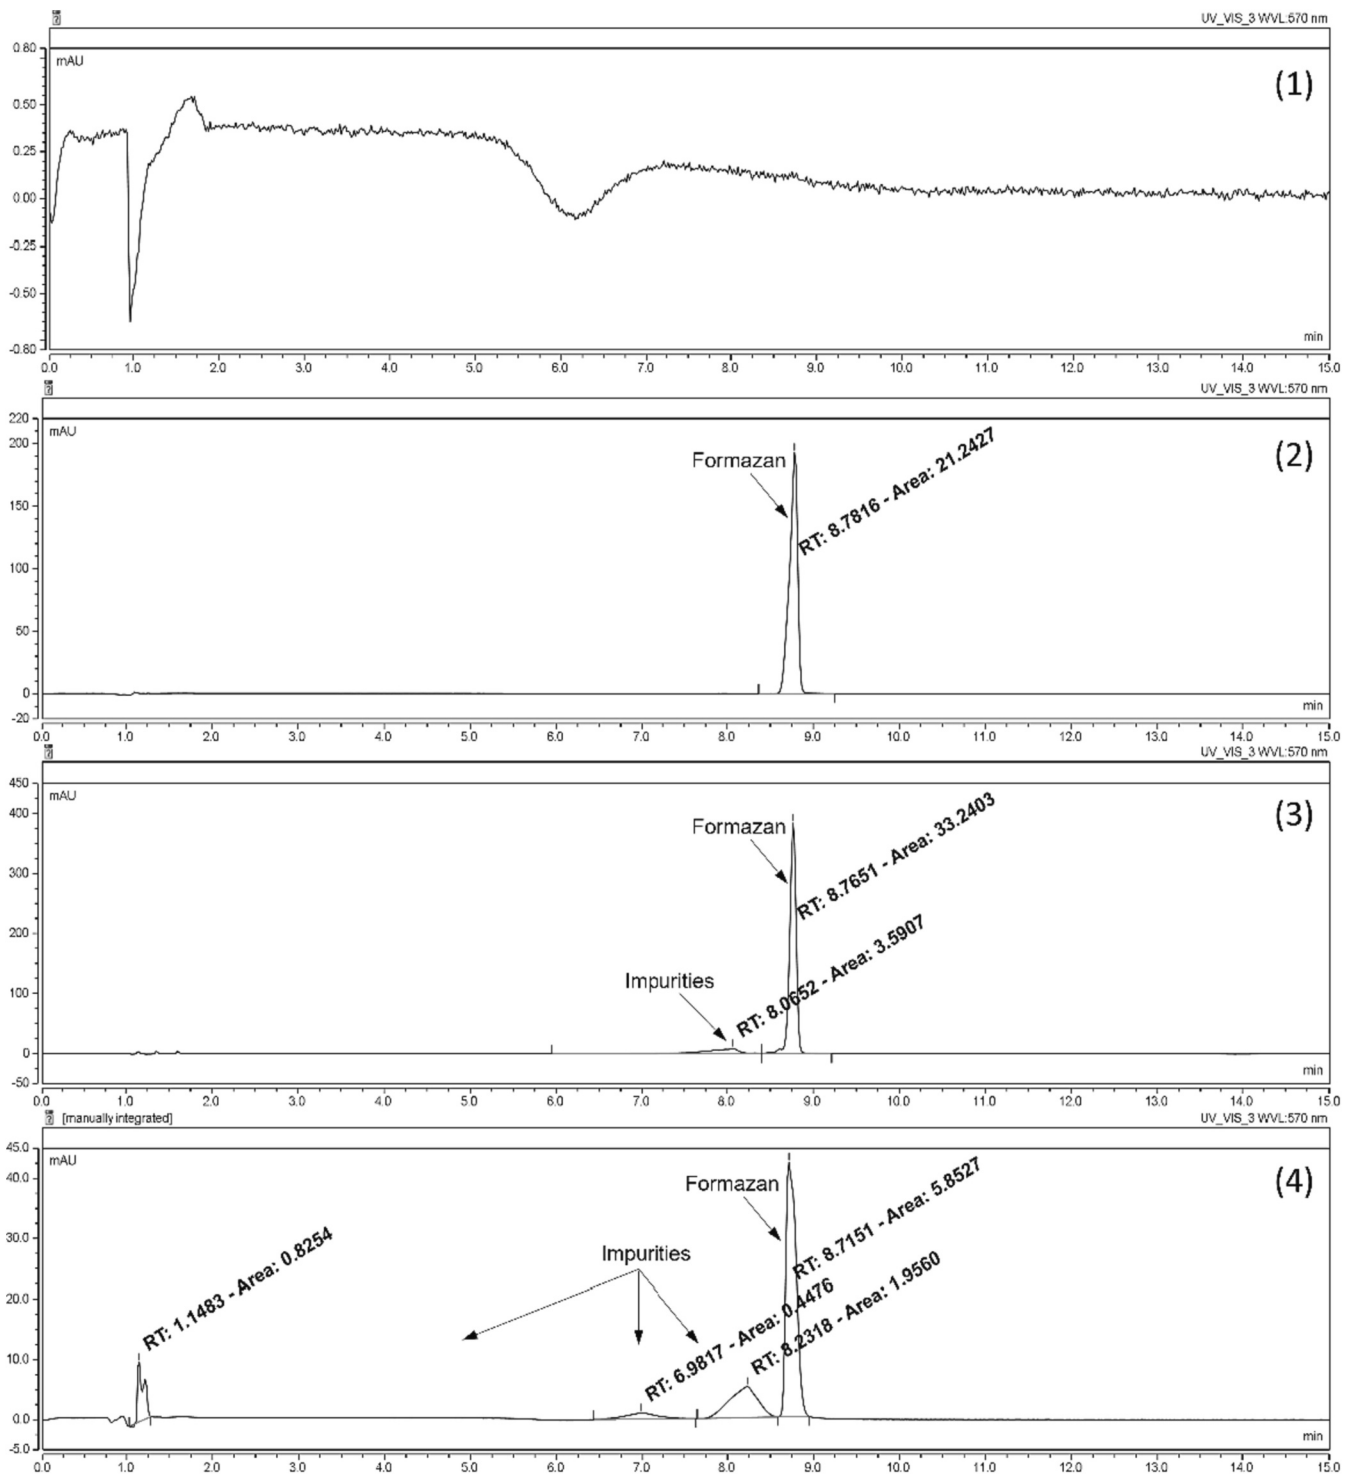 UV_VIS_3 WVL:570 nm
mAU
(1)
0.80
0.50
0.25
0.00
-0.25
-0.50
-0.80
min
0.0 1.0 2.0 3.0 4.0 5.0 6.0 7.0 8.0 9.0 10.0 11.0 12.0 13.0 14.0 15.0
UV_VIS_3 WVL:570 nm
mAU
(2)
220
200
150
100
50
0
-20
Formazan
RT: 8.7816 - Area: 21.2427
min
0.0 1.0 2.0 3.0 4.0 5.0 6.0 7.0 8.0 9.0 10.0 11.0 12.0 13.0 14.0 15.0
UV_VIS_3 WVL:570 nm
mAU
(3)
450
400
300
200
100
0
-50
Formazan
RT: 8.7651 - Area: 33.2403
Impurities
RT: 8.0652 - Area: 3.5907
min
0.0 1.0 2.0 3.0 4.0 5.0 6.0 7.0 8.0 9.0 10.0 11.0 12.0 13.0 14.0 15.0
[manually integrated]
UV_VIS_3 WVL:570 nm
mAU
(4)
45.0
40.0
30.0
20.0
10.0
0.0
-5.0
Formazan
RT: 8.7151 - Area: 5.8527
Impurities
RT: 1.1483 - Area: 0.8254
RT: 6.9817 - Area: 0.4476
RT: 8.2318 - Area: 1.9560
min
0.0 1.0 2.0 3.0 4.0 5.0 6.0 7.0 8.0 9.0 10.0 11.0 12.0 13.0 14.0 15.0